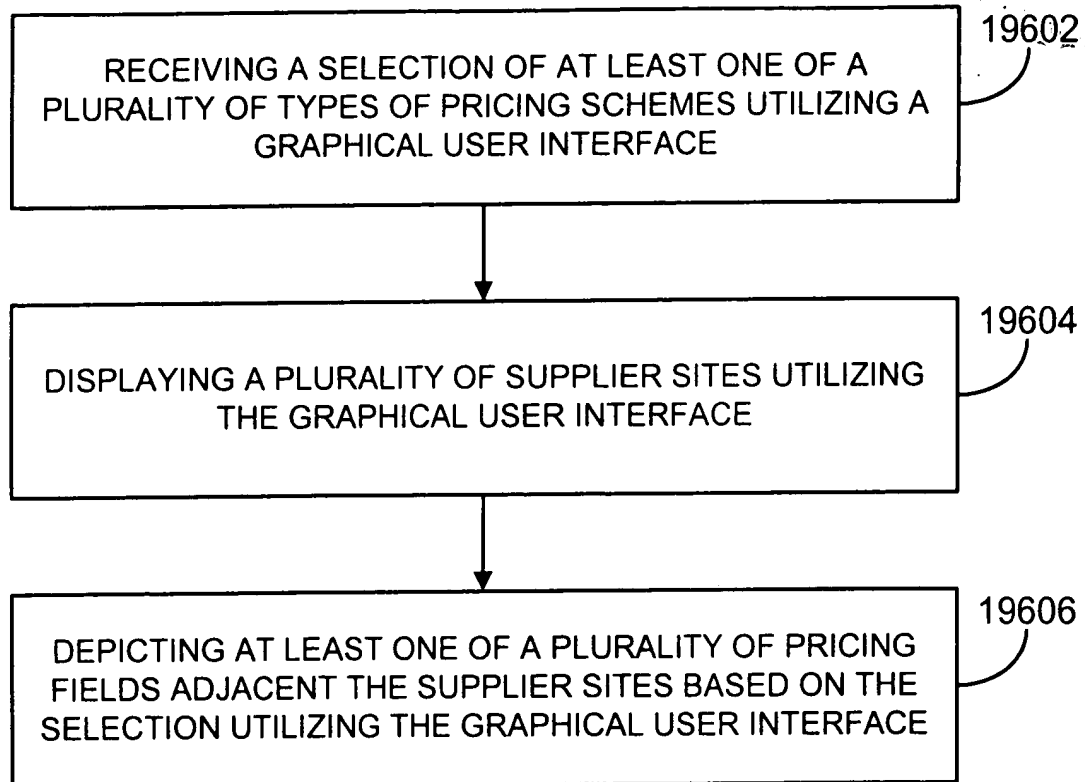 19602
RECEIVING A SELECTION OF AT LEAST ONE OF A
PLURALITY OF TYPES OF PRICING SCHEMES UTILIZING A
GRAPHICAL USER INTERFACE
19604
DISPLAYING A PLURALITY OF SUPPLIER SITES UTILIZING
THE GRAPHICAL USER INTERFACE
19606
DEPICTING AT LEAST ONE OF A PLURALITY OF PRICING
FIELDS ADJACENT THE SUPPLIER SITES BASED ON THE
SELECTION UTILIZING THE GRAPHICAL USER INTERFACE